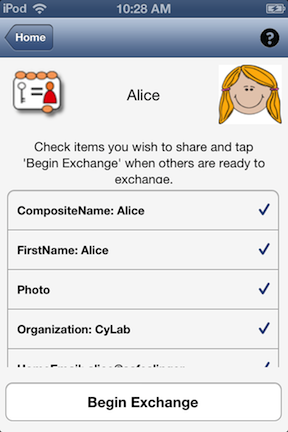 iPod 10:28 AM
Home ?
Alice
Check items you wish to share and tap
'Begin Exchange' when others are ready to
exchange.
CompositeName: Alice
FirstName: Alice
Photo
Organization: CyLab
Begin Exchange